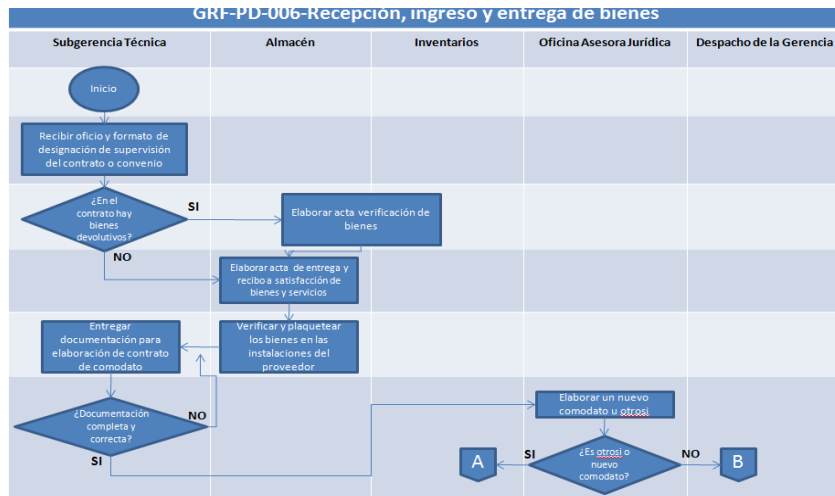 GRF-PD-006-Recepción, ingreso y entrega de bienes
Subgerencia Técnica
Almacén
Inventarios
Oficina Asesora Jurídica
Despacho de la Gerencia
Inicio
Recibir oficio y formato de
designación de supervisión
del contrato o convenio
¿En el
contrato hay
bienes
devolutivos?
SI
NO
Elaborar acta verificación de
bienes
Elaborar acta de entrega y
recibo a satisfacción de
bienes y servicios
Verificar y plaquetear
los bienes en las
instalaciones del
proveedor
Entregar
documentación para
elaboración de contrato
de comodato
¿Documentación
completa y
correcta?
NO
SI
Elaborar un nuevo
comodato u otrosi
¿Es otrosi o
nuevo
comodato?
SI
NO
A
B